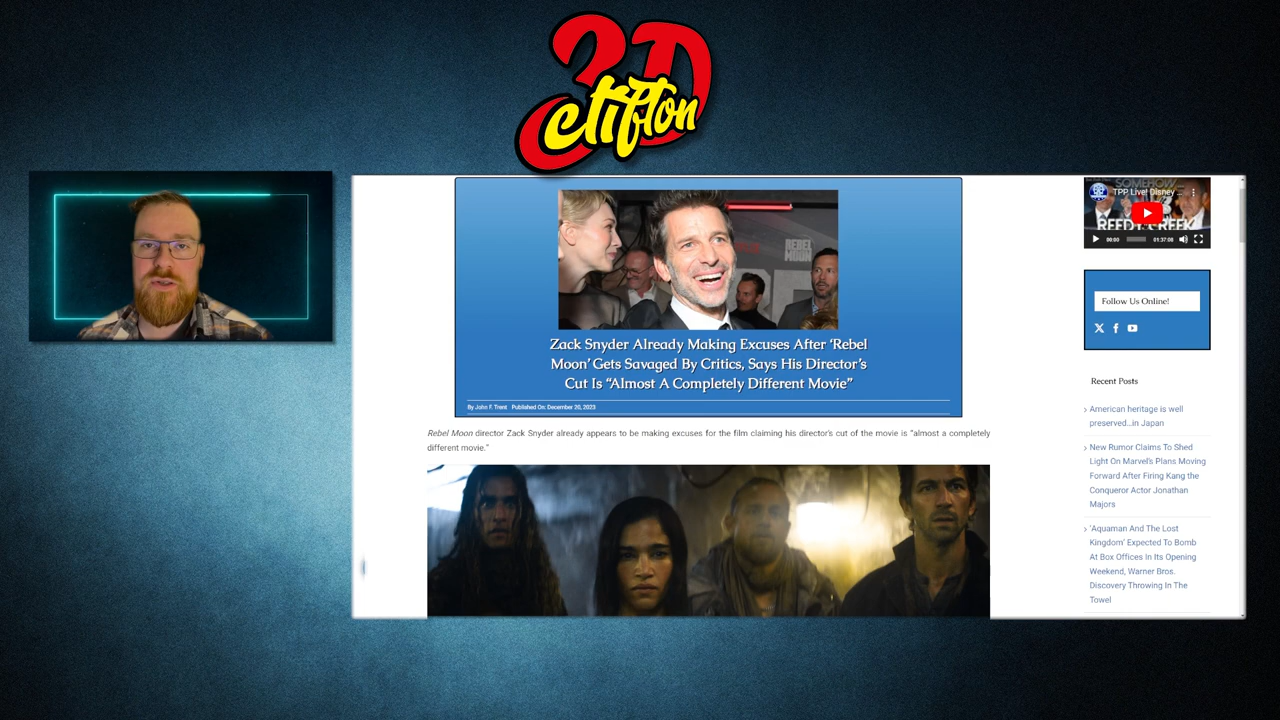 3D
clifton
REBEL
MOON
Zack Snyder Already Making Excuses After ‘Rebel
Moon’ Gets Savaged By Critics, Says His Director’s
Cut Is “Almost A Completely Different Movie”
By John F. Trent Published On: December 20, 2023
Rebel Moon director Zack Snyder already appears to be making excuses for the film claiming his director’s cut of the movie is “almost a completely
different movie.”
SOMEHOW
TPP Live! Disney ...
REEDY CREEK
00:00 01:37:08
Follow Us Online!
Recent Posts
American heritage is well
preserved...in Japan
New Rumor Claims To Shed
Light On Marvel’s Plans Moving
Forward After Firing Kang the
Conqueror Actor Jonathan
Majors
‘Aquaman And The Lost
Kingdom’ Expected To Bomb
At Box Offices In Its Opening
Weekend, Warner Bros.
Discovery Throwing In The
Towel